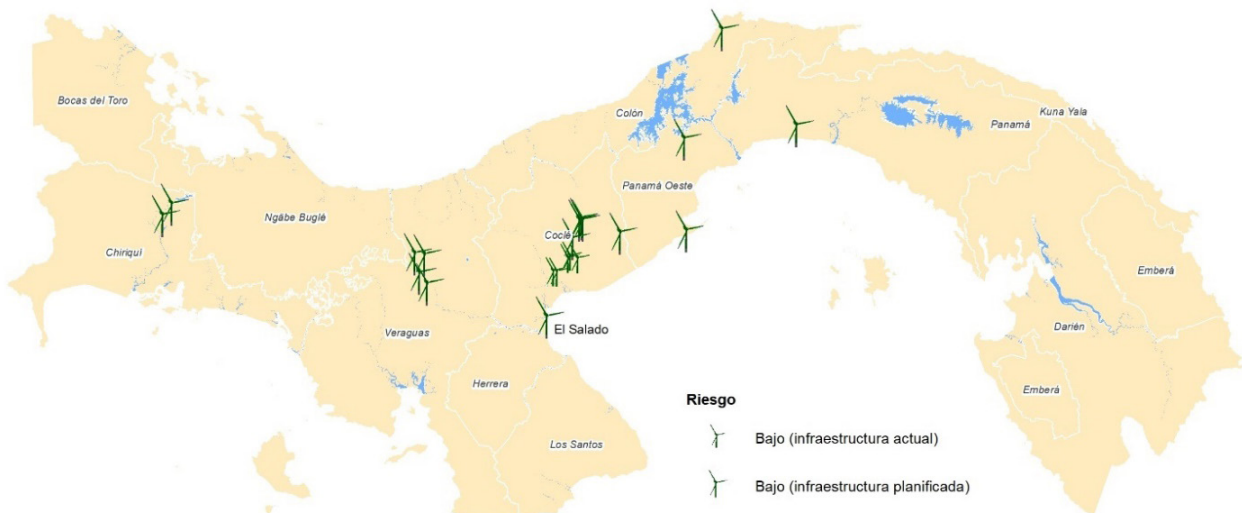 Bocas del Toro
Colón
Kuna Yala
Panamá
Panamá Oeste
Ngäbe Buglé
Coclé
Chiriquí
Emberá
El Salado
Veraguas
Darién
Herrera
Emberá
Riesgo
Los Santos
Bajo (infraestructura actual)
Bajo (infraestructura planificada)